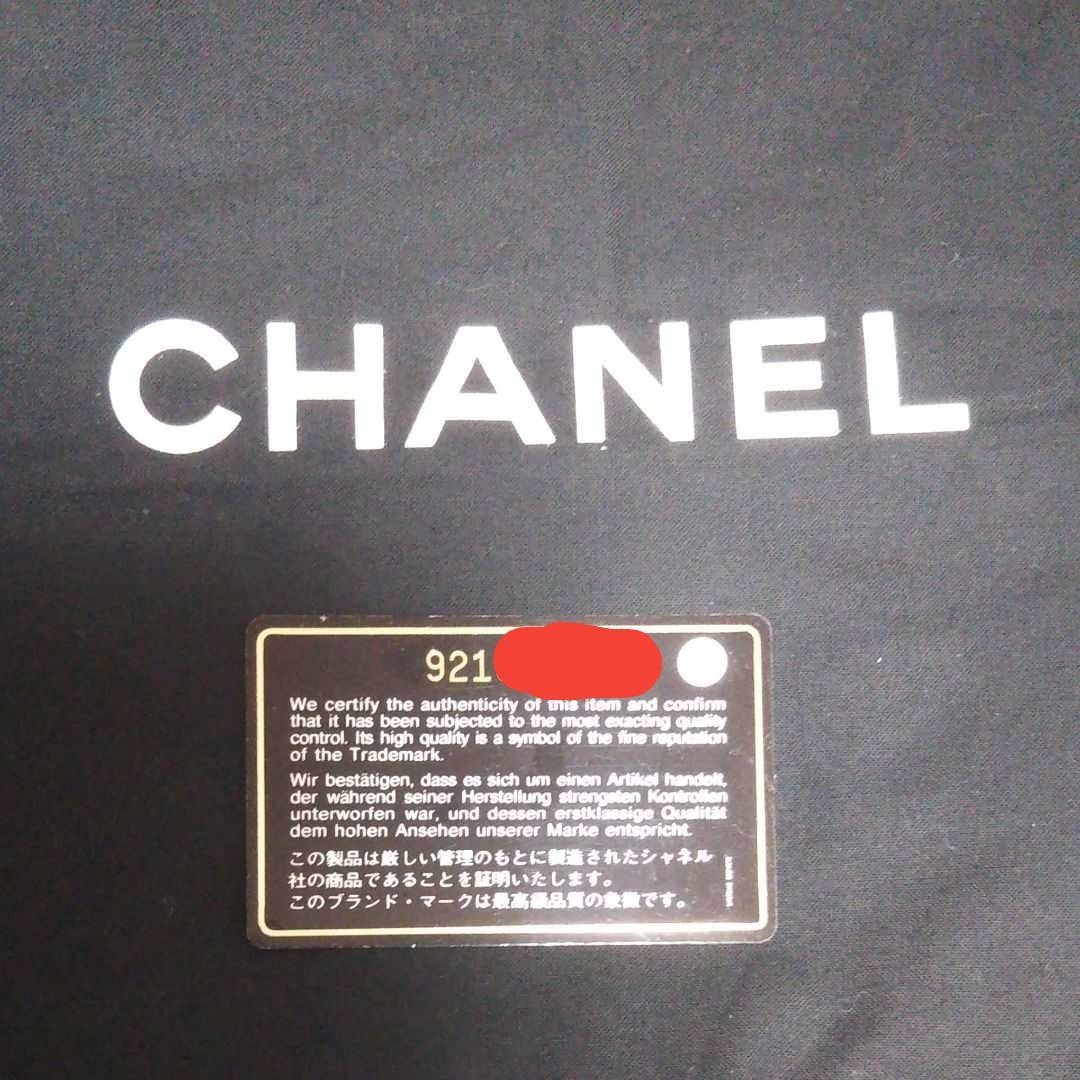 CHANEL
921
We certify the authenticity of this item and confirm
that it has been subjected to the most exacting quality
control. Its high quality is a symbol of the fine reputation
of the Trademark.
Wir bestätigen, dass es sich um einen Artikel handelt,
der während seiner Herstellung strengsten Kontrollen
unterworfen war, und dessen erstklassige Qualität
dem hohen Ansehen unserer Marke entspricht.
この製品は厳しい管理のもとに製造されたシャネル
社の商品であることを証明いたします。
このブランド・マークは最高級品質の象徴です。